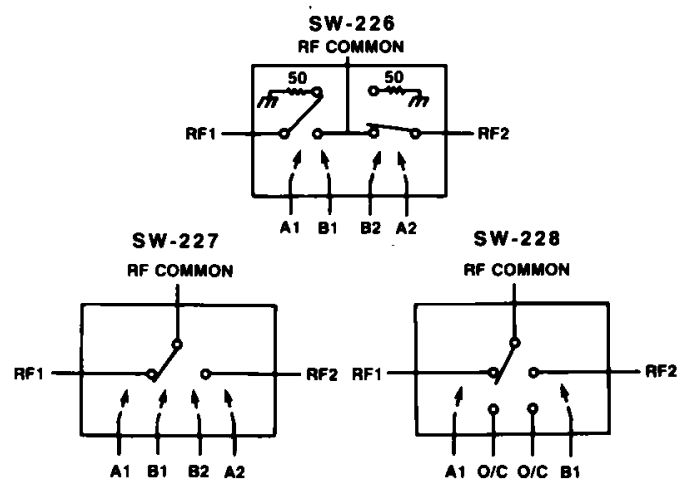 SW-226
RF COMMON
50 50
RF1 RF2
A1 B1 B2 A2
SW-227
RF COMMON
RF1 RF2
A1 B1 B2 A2
SW-228
RF COMMON
RF1 RF2
A1 O/C O/C B1